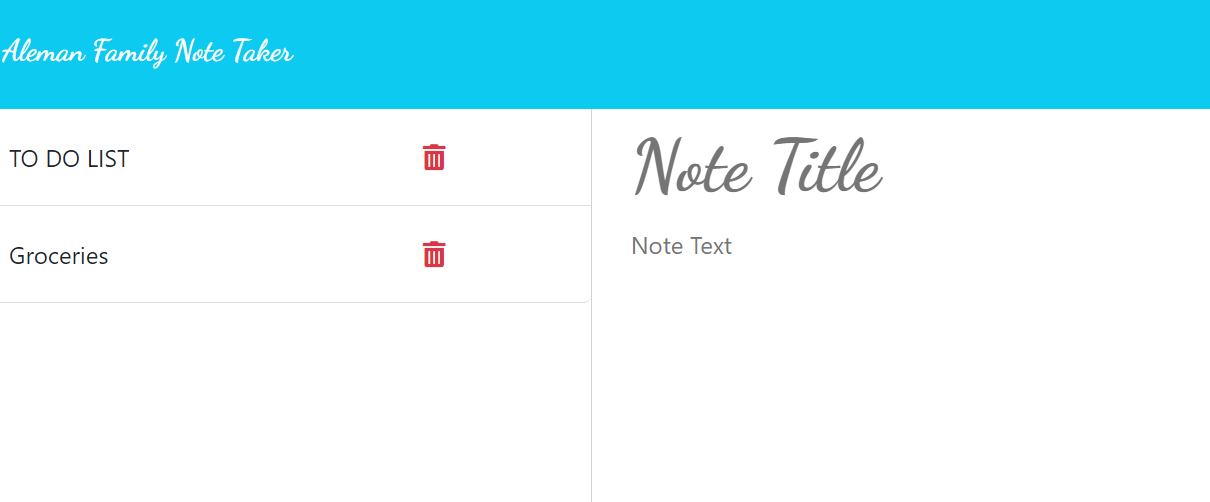 Aleman Family Note Taker
TO DO LIST
Groceries
Note Title
Note Text